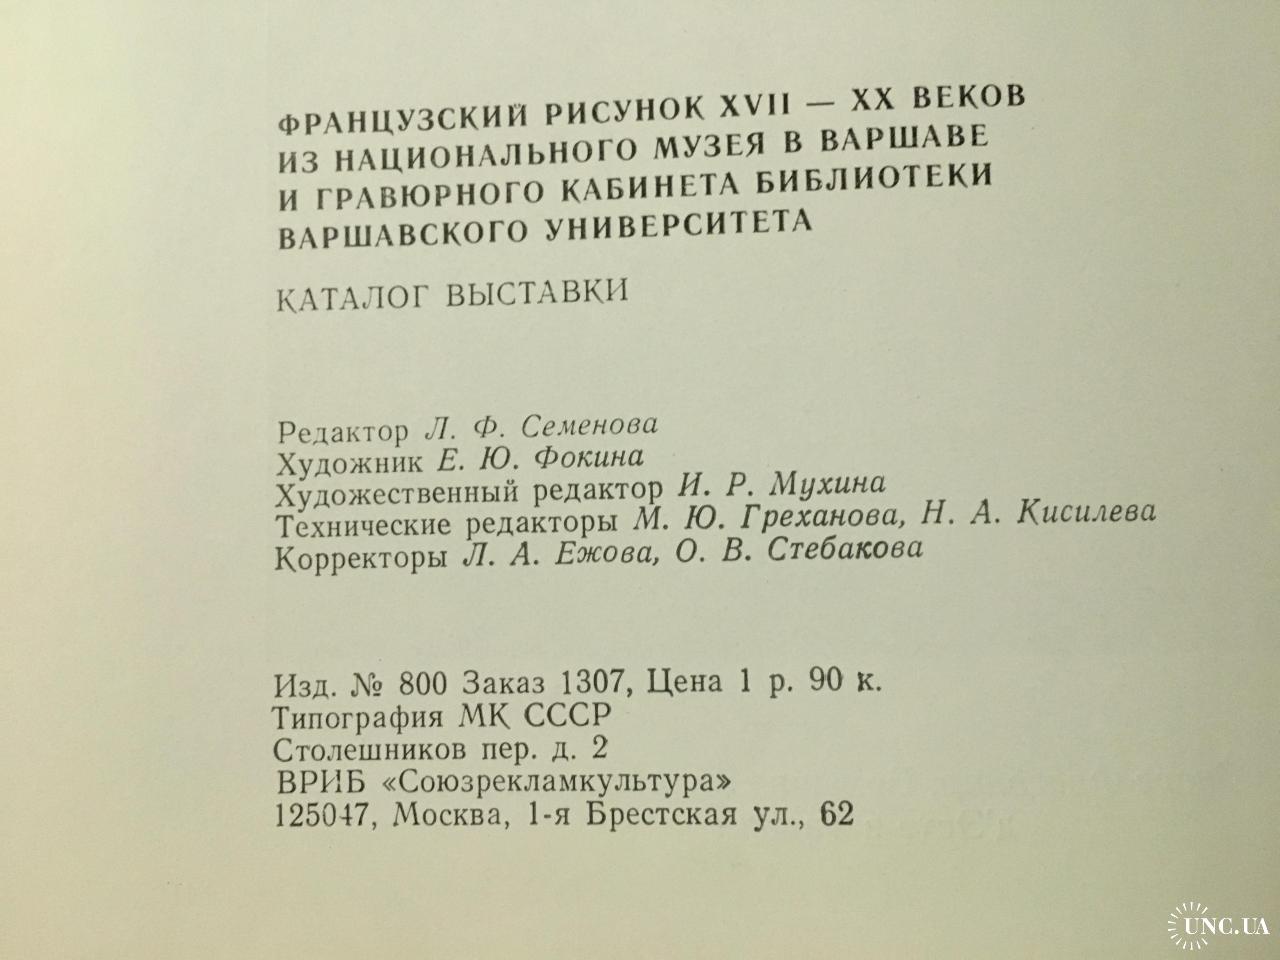 ФРАНЦУЗСКИЙ РИСУНОК XVII — XX ВЕКОВ
ИЗ НАЦИОНАЛЬНОГО МУЗЕЯ В ВАРШАВЕ
И ГРАВЮРНОГО КАБИНЕТА БИБЛИОТЕКИ
ВАРШАВСКОГО УНИВЕРСИТЕТА
КАТАЛОГ ВЫСТАВКИ
Редактор Л. Ф. Семенова
Художник Е. Ю. Фокина
Художественный редактор И. Р. Мухина
Технические редакторы М. Ю. Греханова, Н. А. Кисилева
Корректоры Л. А. Ежова, О. В. Стебакова
Изд. № 800 Заказ 1307, Цена 1 р. 90 к.
Типография МК СССР
Столешников пер. д. 2
ВРИБ «Союзрекламкультура»
125047, Москва, 1-я Брестская ул., 62
UNC.UA